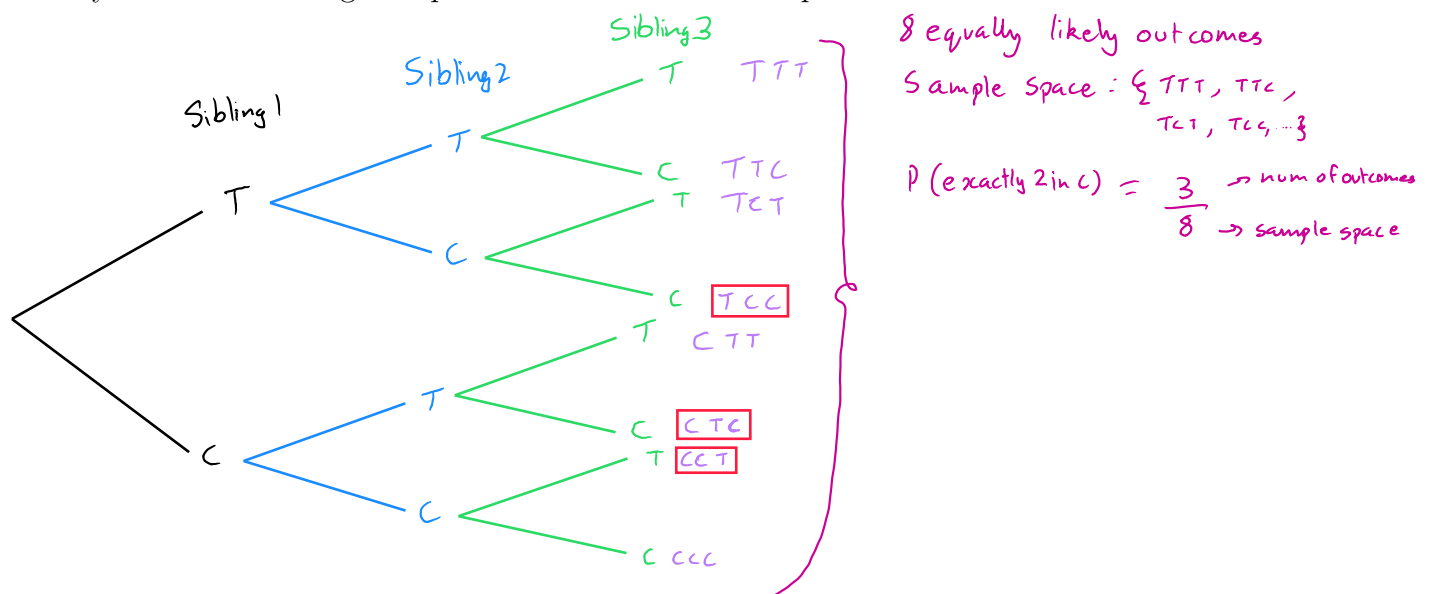 Sibling 1
Sibling 2
Sibling 3
T
C
T
C
T
C
T TTT
C TTC
T TCT
C TCC
T CTT
C CTC
T CCT
C CCC
8 equally likely outcomes
Sample space : { TTT, TTC,
TCT, TCC, ... }
P (exactly 2 in C) = 3/8
→ num of outcomes
→ sample space